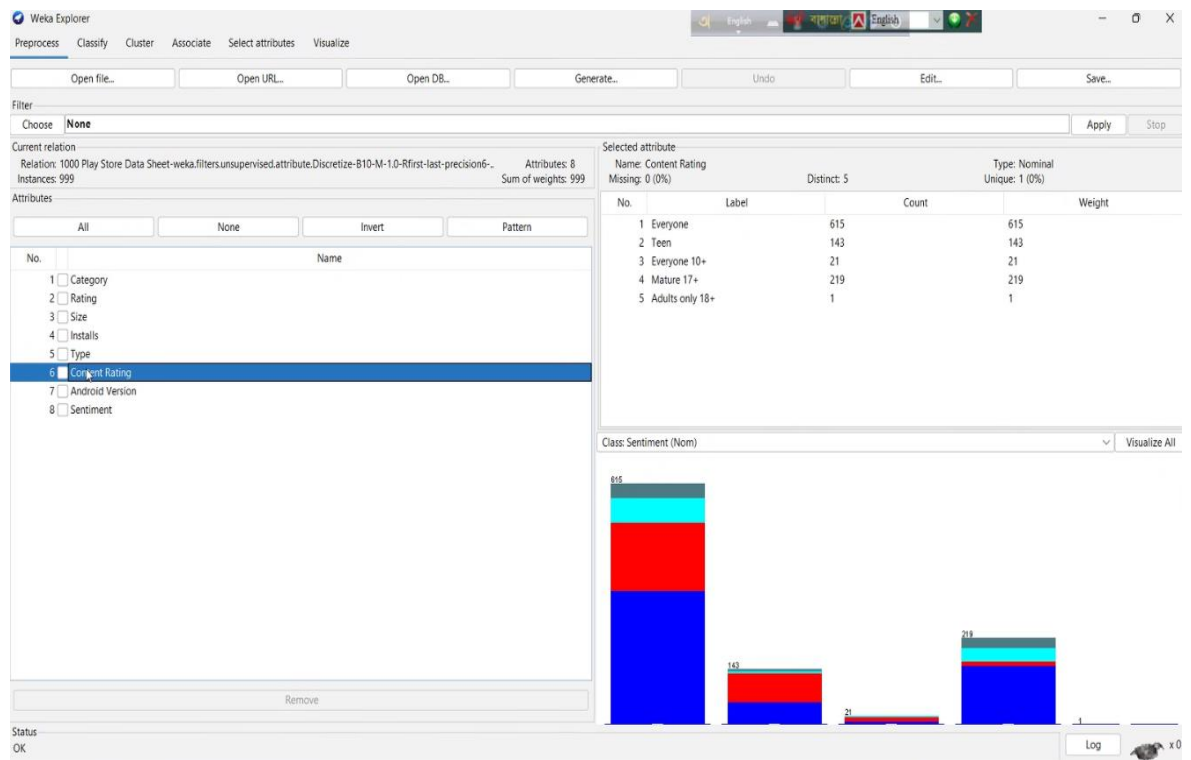 Weka Explorer
English
English
Preprocess Classify Cluster Associate Select attributes Visualize
Open file... Open URL... Open DB... Generate... Undo Edit... Save...
Filter
Choose None Apply Stop
Current relation
Relation: 1000 Play Store Data Sheet-weka.filters.unsupervised.attribute.Discretize-B10-M-1.0-Rfirst-last-precision6-.. Attributes: 8
Instances: 999 Sum of weights: 999
Selected attribute
Name: Content Rating Type: Nominal
Missing: 0 (0%) Distinct: 5 Unique: 1 (0%)
Attributes
All None Invert Pattern
No. Name
1 Category
2 Rating
3 Size
4 Installs
5 Type
6 Content Rating
7 Android Version
8 Sentiment
Remove
No. Label Count Weight
1 Everyone 615 615
2 Teen 143 143
3 Everyone 10+ 21 21
4 Mature 17+ 219 219
5 Adults only 18+ 1 1
Class: Sentiment (Nom) Visualize All
615
143
21
219
1
Status
OK
Log x 0